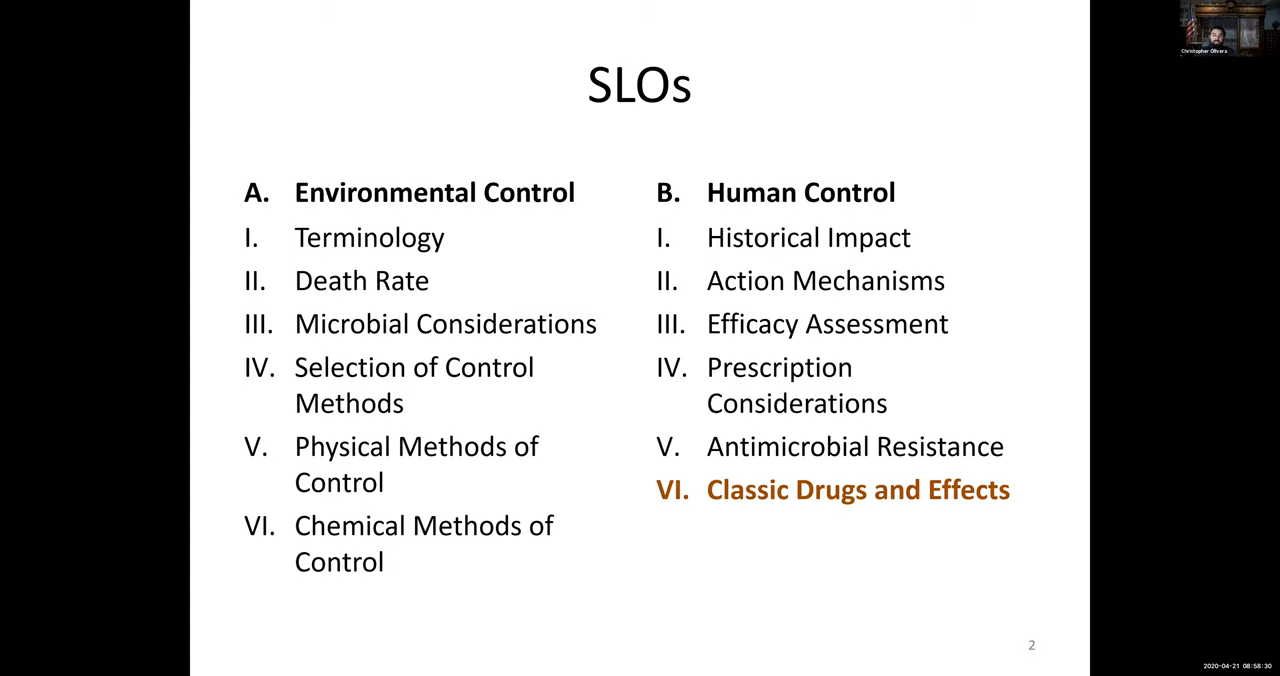 Christopher Olivera
SLOs
A. Environmental Control
I. Terminology
II. Death Rate
III. Microbial Considerations
IV. Selection of Control
Methods
V. Physical Methods of
Control
VI. Chemical Methods of
Control
B. Human Control
I. Historical Impact
II. Action Mechanisms
III. Efficacy Assessment
IV. Prescription
Considerations
V. Antimicrobial Resistance
VI. Classic Drugs and Effects
2
2020-04-21 08:58:30